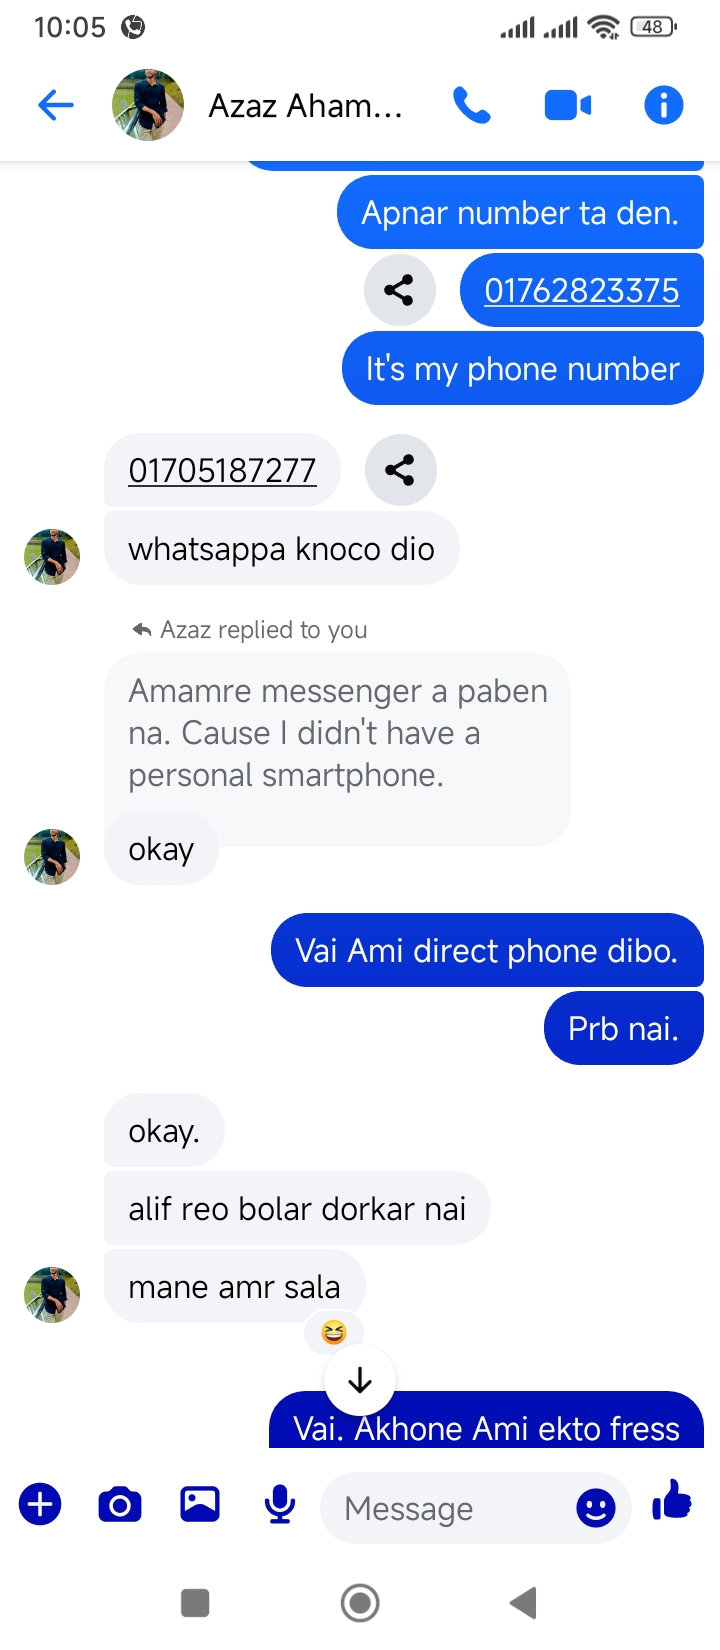 10:05
48
Azaz Aham...
Apnar number ta den.
01762823375
It's my phone number
01705187277
whatsappa knoco dio
Azaz replied to you
Amamre messenger a paben
na. Cause I didn't have a
personal smartphone.
okay
Vai Ami direct phone dibo.
Prb nai.
okay.
alif reo bolar dorkar nai
mane amr sala
Vai. Akhone Ami ekto fress
Message